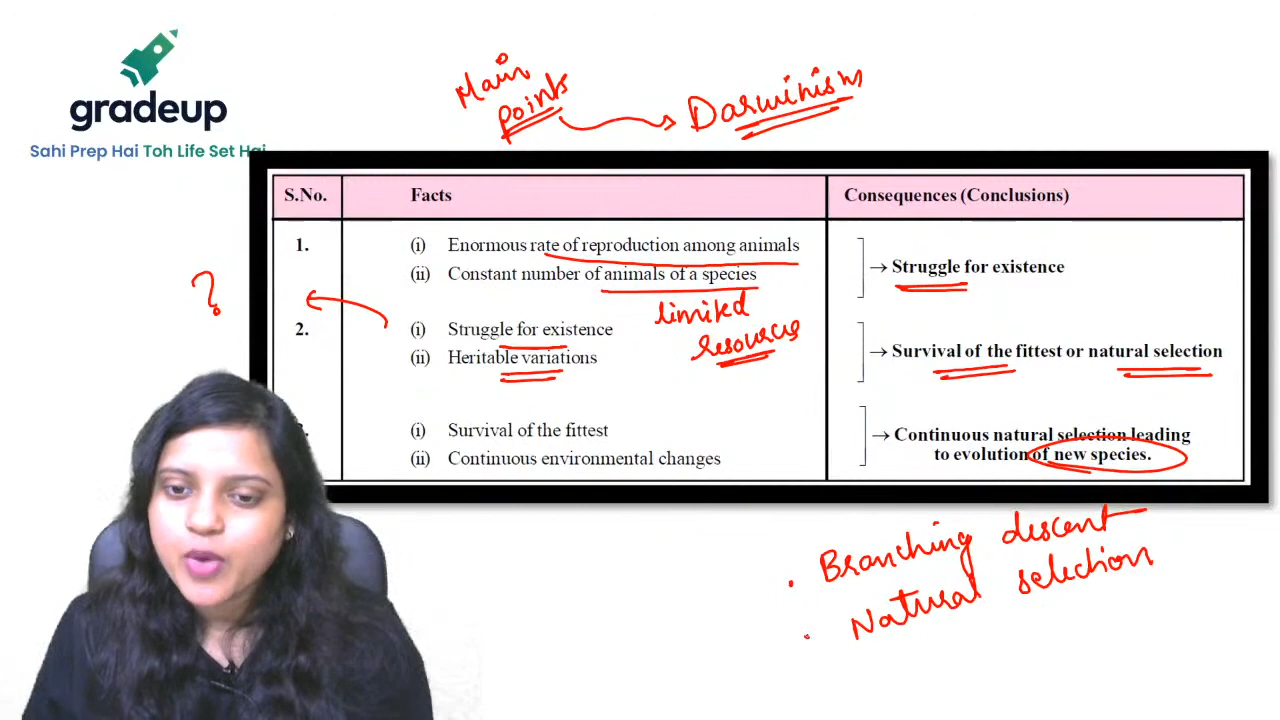 gradeup
Sahi Prep Hai Toh Life Set Hai
Main
points
Darwinism
S.No. Facts Consequences (Conclusions)
1. (i) Enormous rate of reproduction among animals
(ii) Constant number of animals of a species
→ Struggle for existence
limited
resources
?
2. (i) Struggle for existence
(ii) Heritable variations
→ Survival of the fittest or natural selection
(i) Survival of the fittest
(ii) Continuous environmental changes
→ Continuous natural selection leading
to evolution of new species.
. Branching descent
. Natural selection